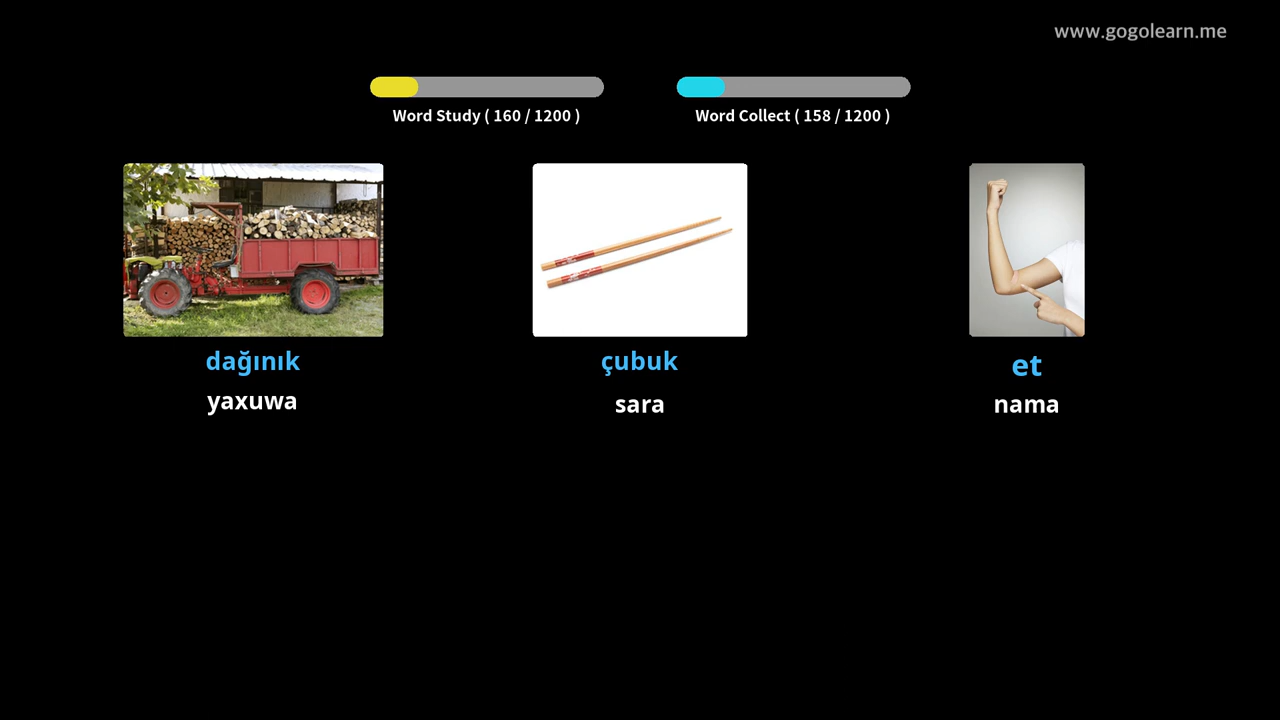 www.gogolearn.me
Word Study ( 160 / 1200 )
Word Collect ( 158 / 1200 )
dağınık
yaxuwa
çubuk
sara
et
nama